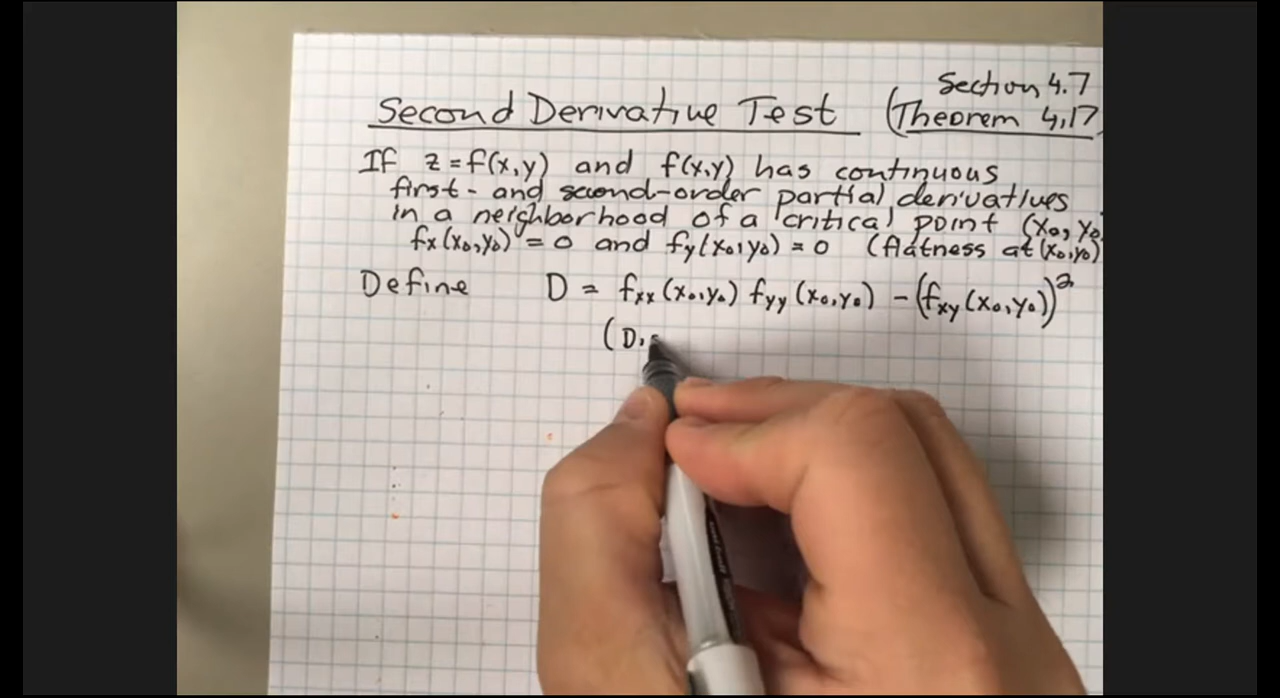 Section 4.7
Second Derivative Test (Theorem 4.17)
If z = f(x,y) and f(x,y) has continuous
first- and second-order partial derivatives
in a neighborhood of a critical point (x₀, y₀
fx(x₀,y₀) = 0 and fy(x₀,y₀) = 0 (flatness at (x₀,y₀)
Define D = fxx(x₀,y₀) fyy(x₀,y₀) - (fxy(x₀,y₀))²
(Dis